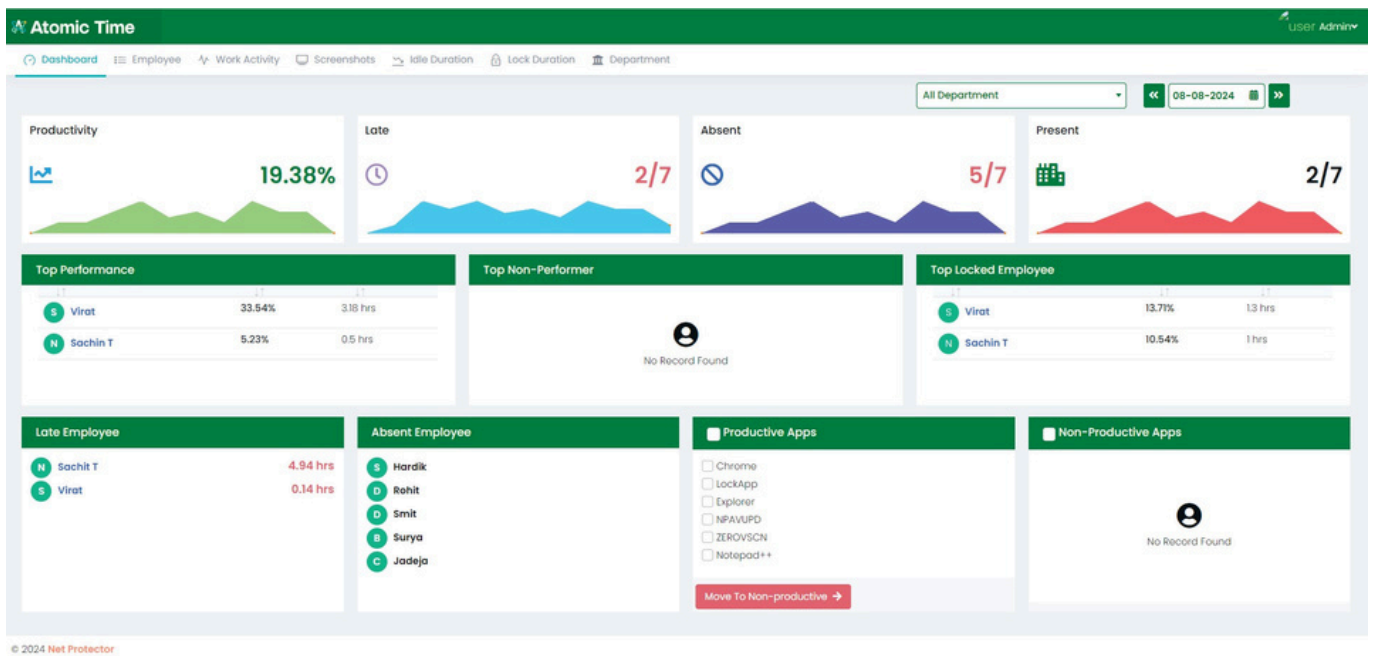 Atomic Time
user Admin
Dashboard Employee Work Activity Screenshots Idle Duration Lock Duration Department
All Department 08-08-2024
Productivity Late Absent Present
19.38% 2/7 5/7 2/7
Top Performance Top Non-Performer Top Locked Employee
S Virat 33.54% 3.18 hrs
N Sachin T 5.23% 0.5 hrs
No Record Found
S Virat 13.71% 1.3 hrs
N Sachin T 10.54% 1 hrs
Late Employee Absent Employee Productive Apps Non-Productive Apps
N Sachit T 4.94 hrs
S Virat 0.14 hrs
S Hardik
D Rohit
D Smit
B Surya
C Jadeja
Chrome
LockApp
Explorer
NPAVUPD
ZEROVSCN
Notepad++
Move To Non-productive
No Record Found
© 2024 Net Protector